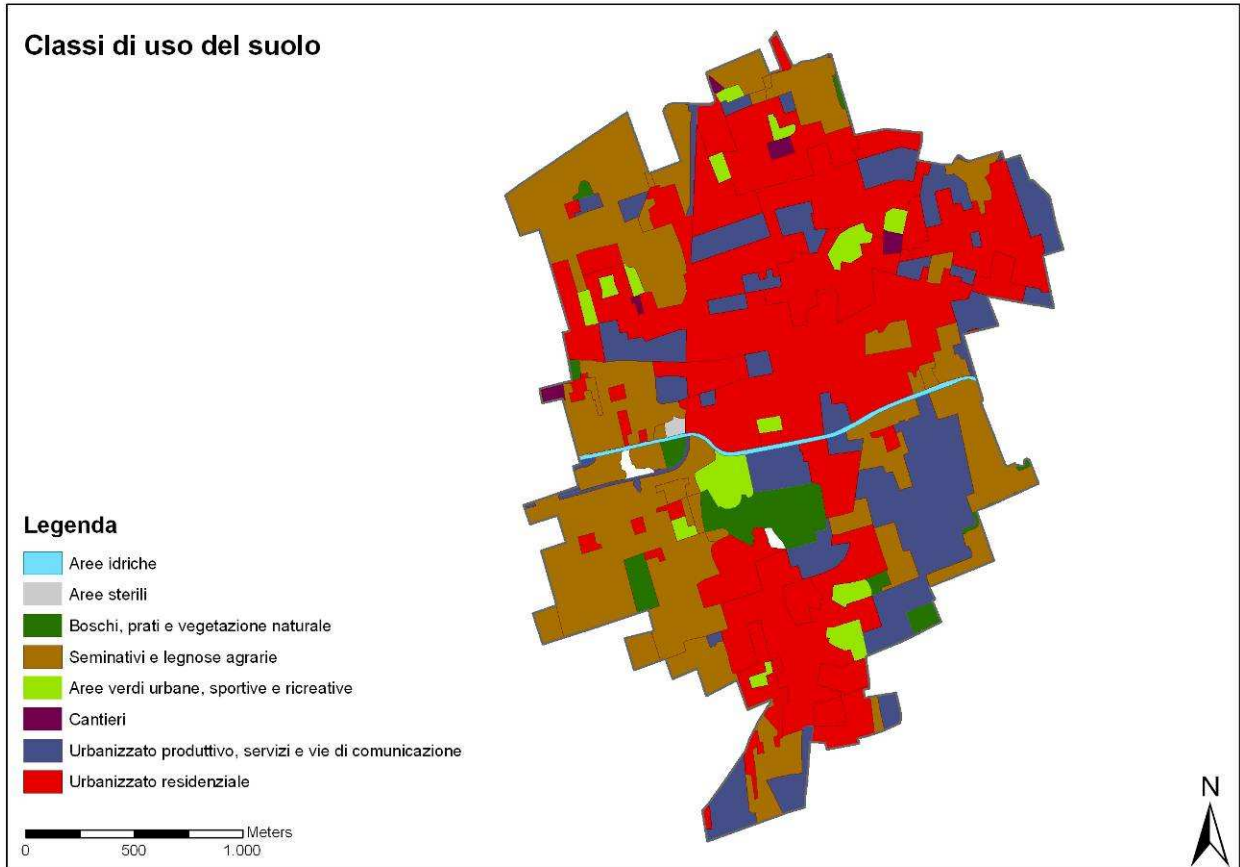 Classi di uso del suolo
Legenda
Aree idriche
Aree sterili
Boschi, prati e vegetazione naturale
Seminativi e legnose agrarie
Aree verdi urbane, sportive e ricreative
Cantieri
Urbanizzato produttivo, servizi e vie di comunicazione
Urbanizzato residenziale
Meters
0 500 1.000
N